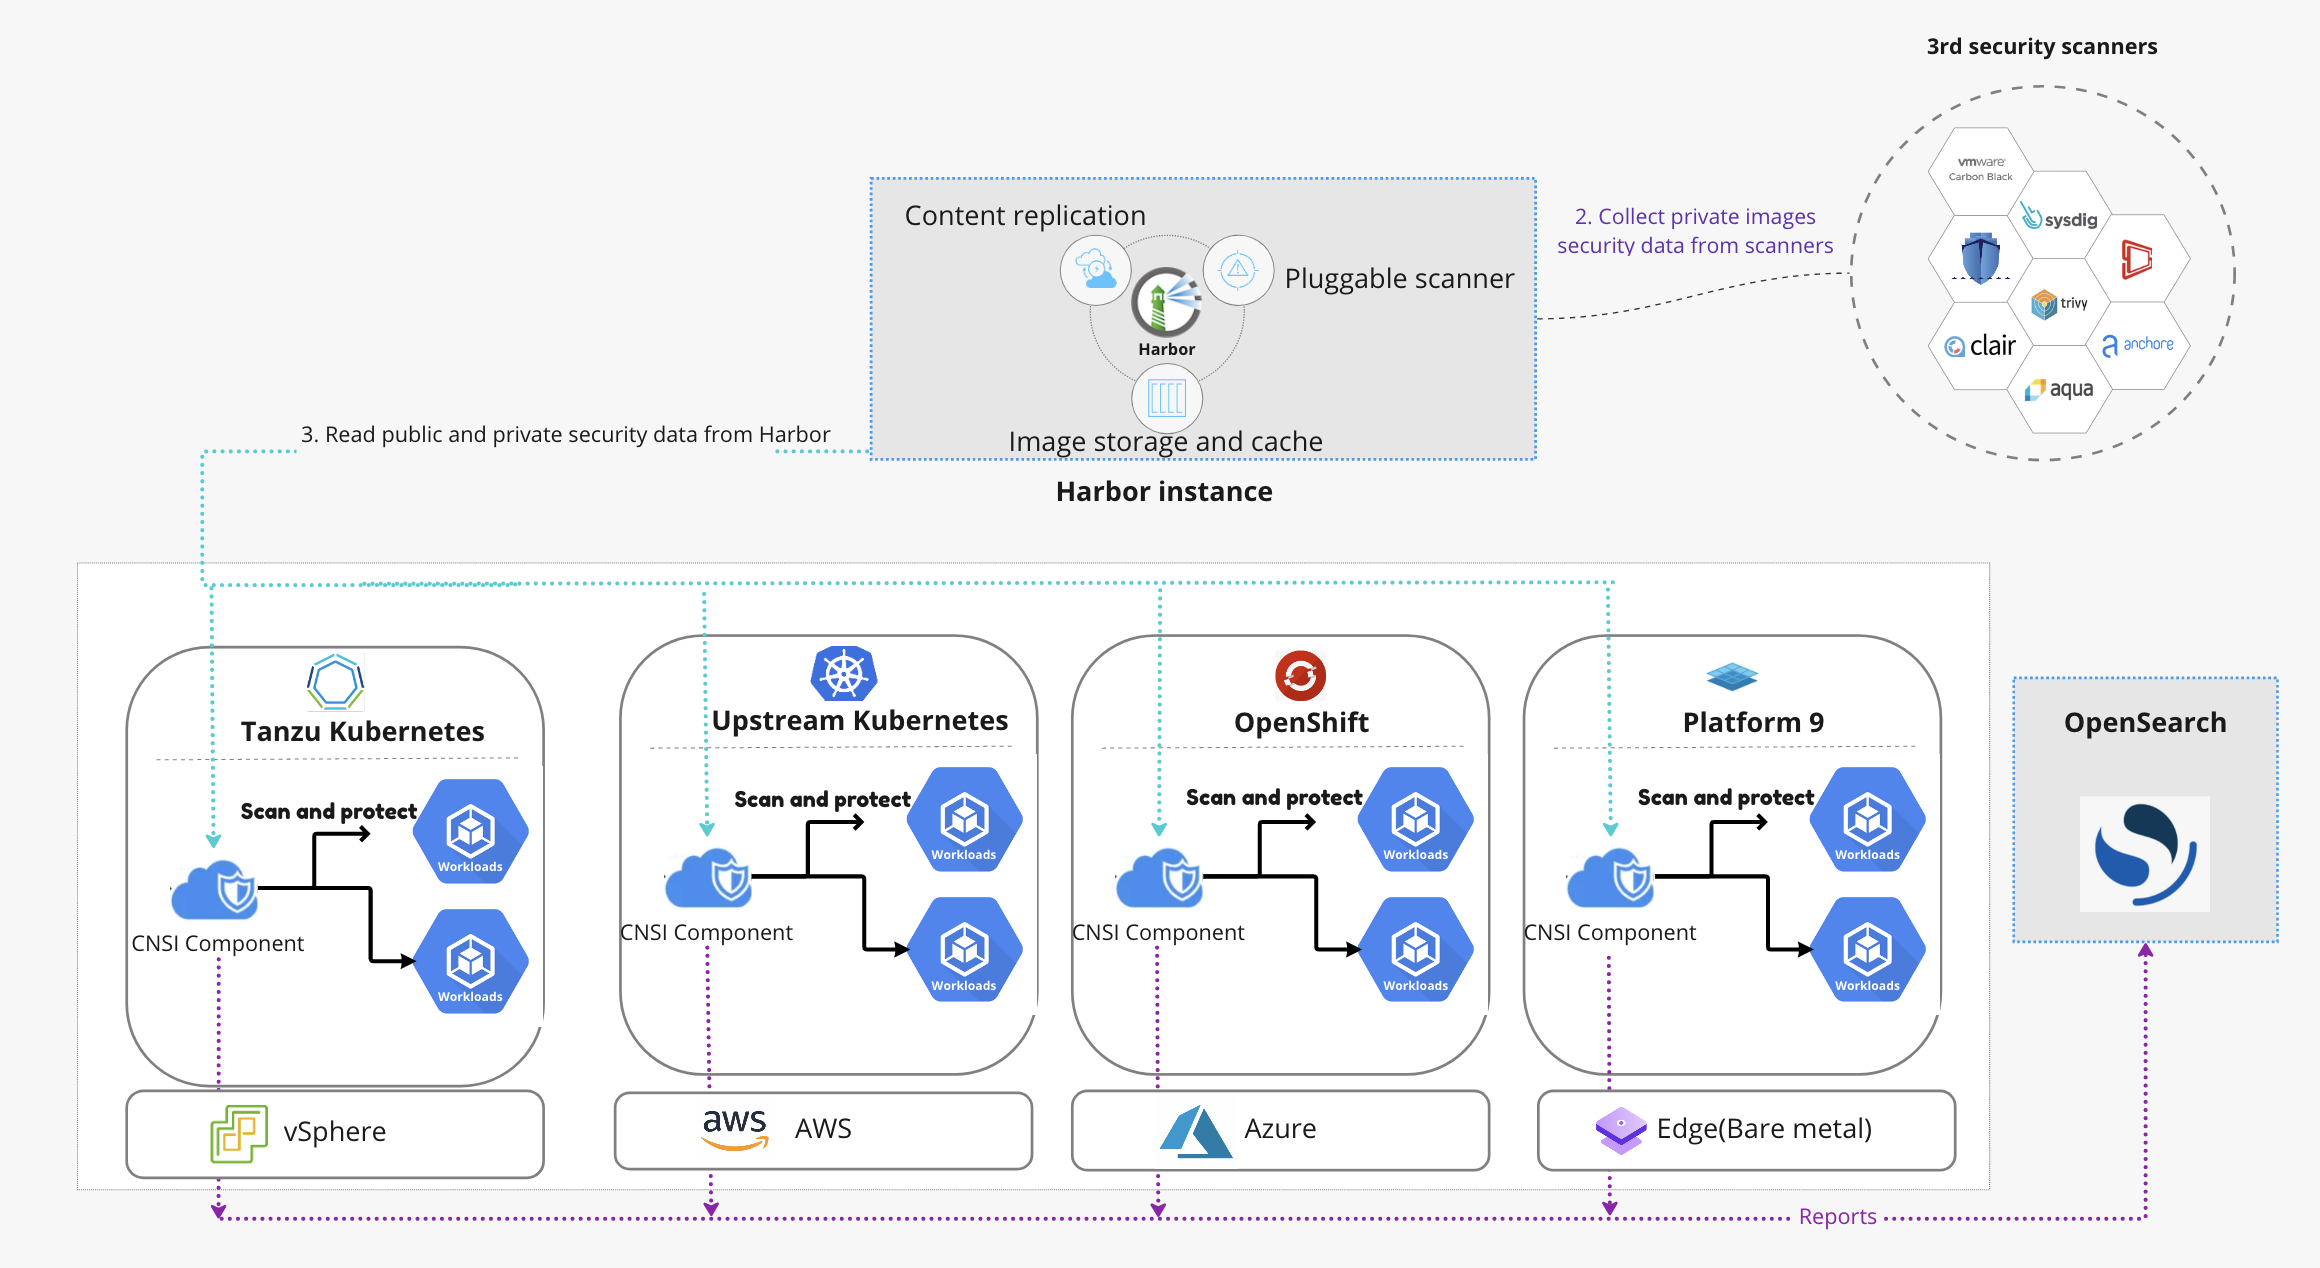 3rd security scanners
vmware
Carbon Black
sysdig
trivy
clair
anchore
aqua
Content replication
Pluggable scanner
Harbor
Image storage and cache
Harbor instance
2. Collect private images
security data from scanners
3. Read public and private security data from Harbor
Tanzu Kubernetes
Scan and protect
Workloads
CNSI Component
Workloads
Upstream Kubernetes
Scan and protect
Workloads
CNSI Component
Workloads
OpenShift
Scan and protect
Workloads
CNSI Component
Workloads
Platform 9
Scan and protect
Workloads
CNSI Component
Workloads
OpenSearch
vSphere
aws
AWS
Azure
Edge(Bare metal)
Reports